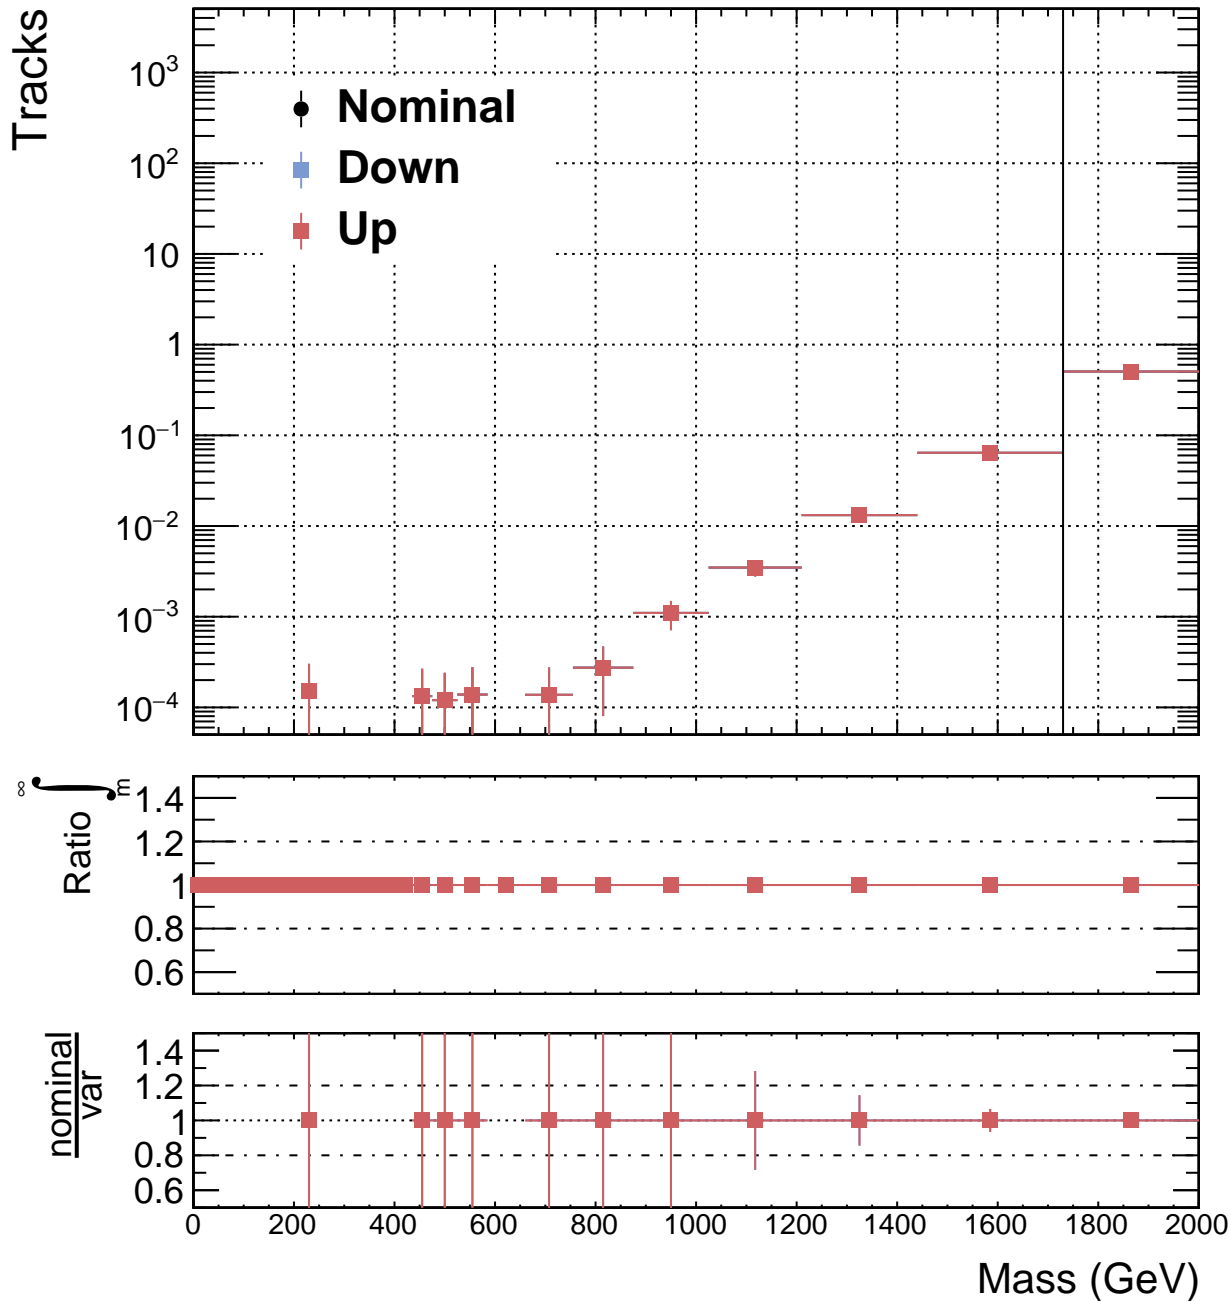 Tracks
10³
10²
10
1
10⁻¹
10⁻²
10⁻³
10⁻⁴
Nominal
Down
Up
Ratio ∫ m ∞
1.4
1.2
1
0.8
0.6
nominal
var
1.4
1.2
1
0.8
0.6
0 200 400 600 800 1000 1200 1400 1600 1800 2000
Mass (GeV)